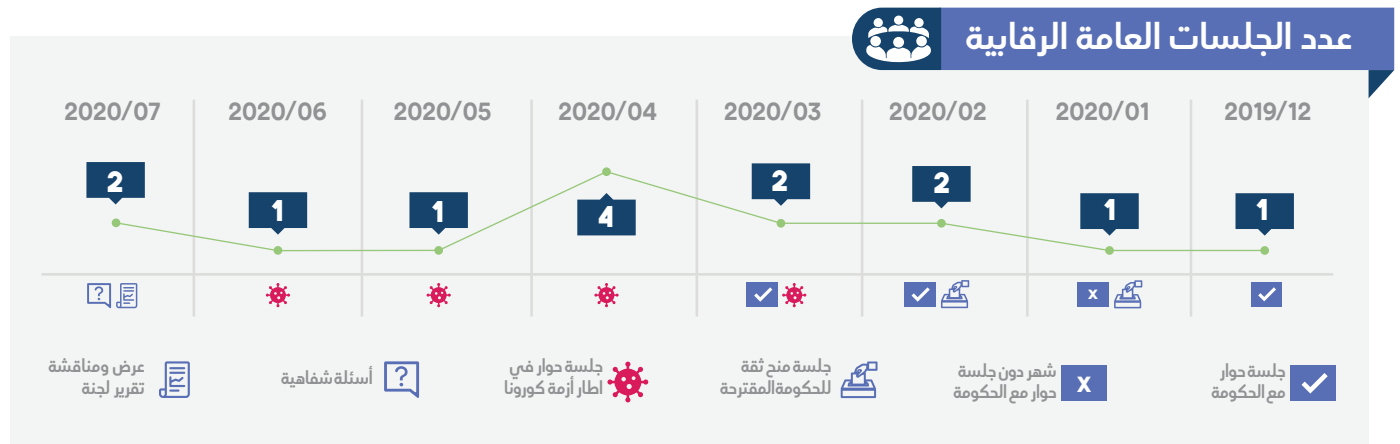 عدد الجلسات العامة الرقابية
2019/12
2020/01
2020/02
2020/03
2020/04
2020/05
2020/06
2020/07
1
1
2
2
4
1
1
2
x
?
جلسة حوار
مع الحكومة
x
شهر دون جلسة
حوار مع الحكومة
جلسة منح ثقة
للحكومة المقترحة
جلسة حوار في
اطار أزمة كورونا
?
أسئلة شفاهية
عرض ومناقشة
تقرير لجنة